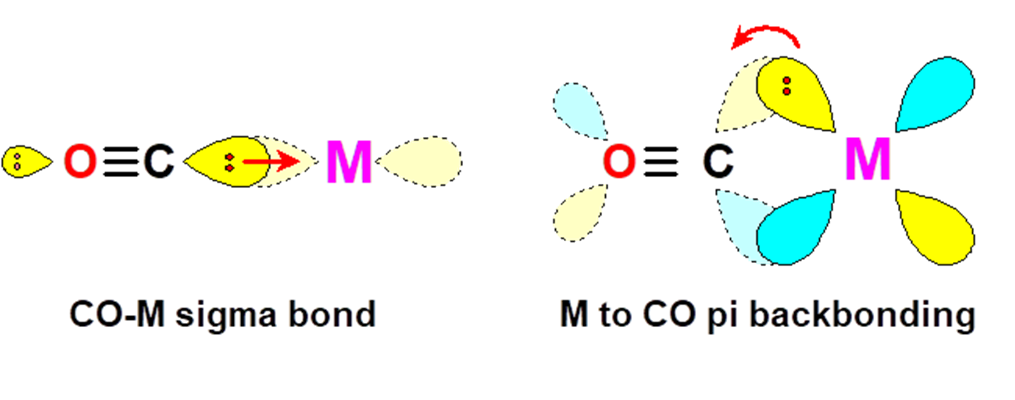 O≡C M
O≡C M
CO-M sigma bond
M to CO pi backbonding